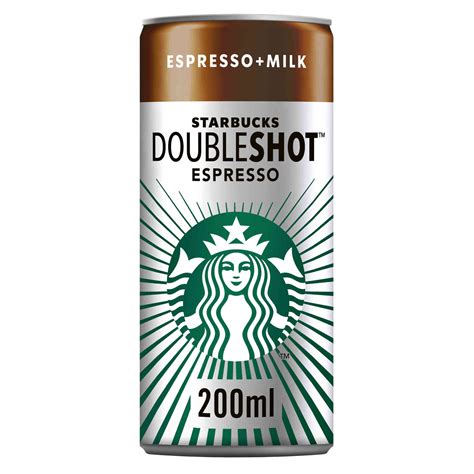 ESPRESSO+MILK
STARBUCKS
DOUBLESHOT™
ESPRESSO
TM
200ml